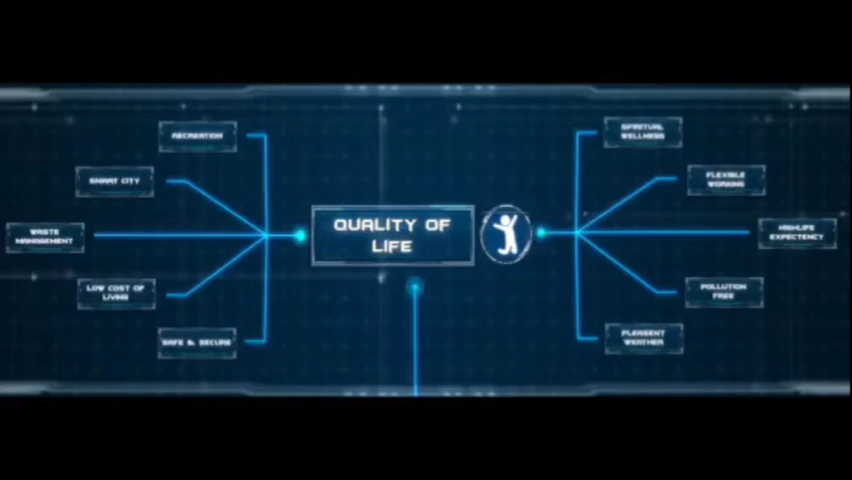 RECREATION
SMART CITY
WASTE
MANAGEMENT
LOW COST OF
LIVING
SAFE & SECURE
QUALITY OF
LIFE
SPIRITUAL
WELLNESS
FLEXIBLE
WORKING
HIGHLIFE
EXPECTENCY
POLLUTION
FREE
PLEASENT
WEATHER